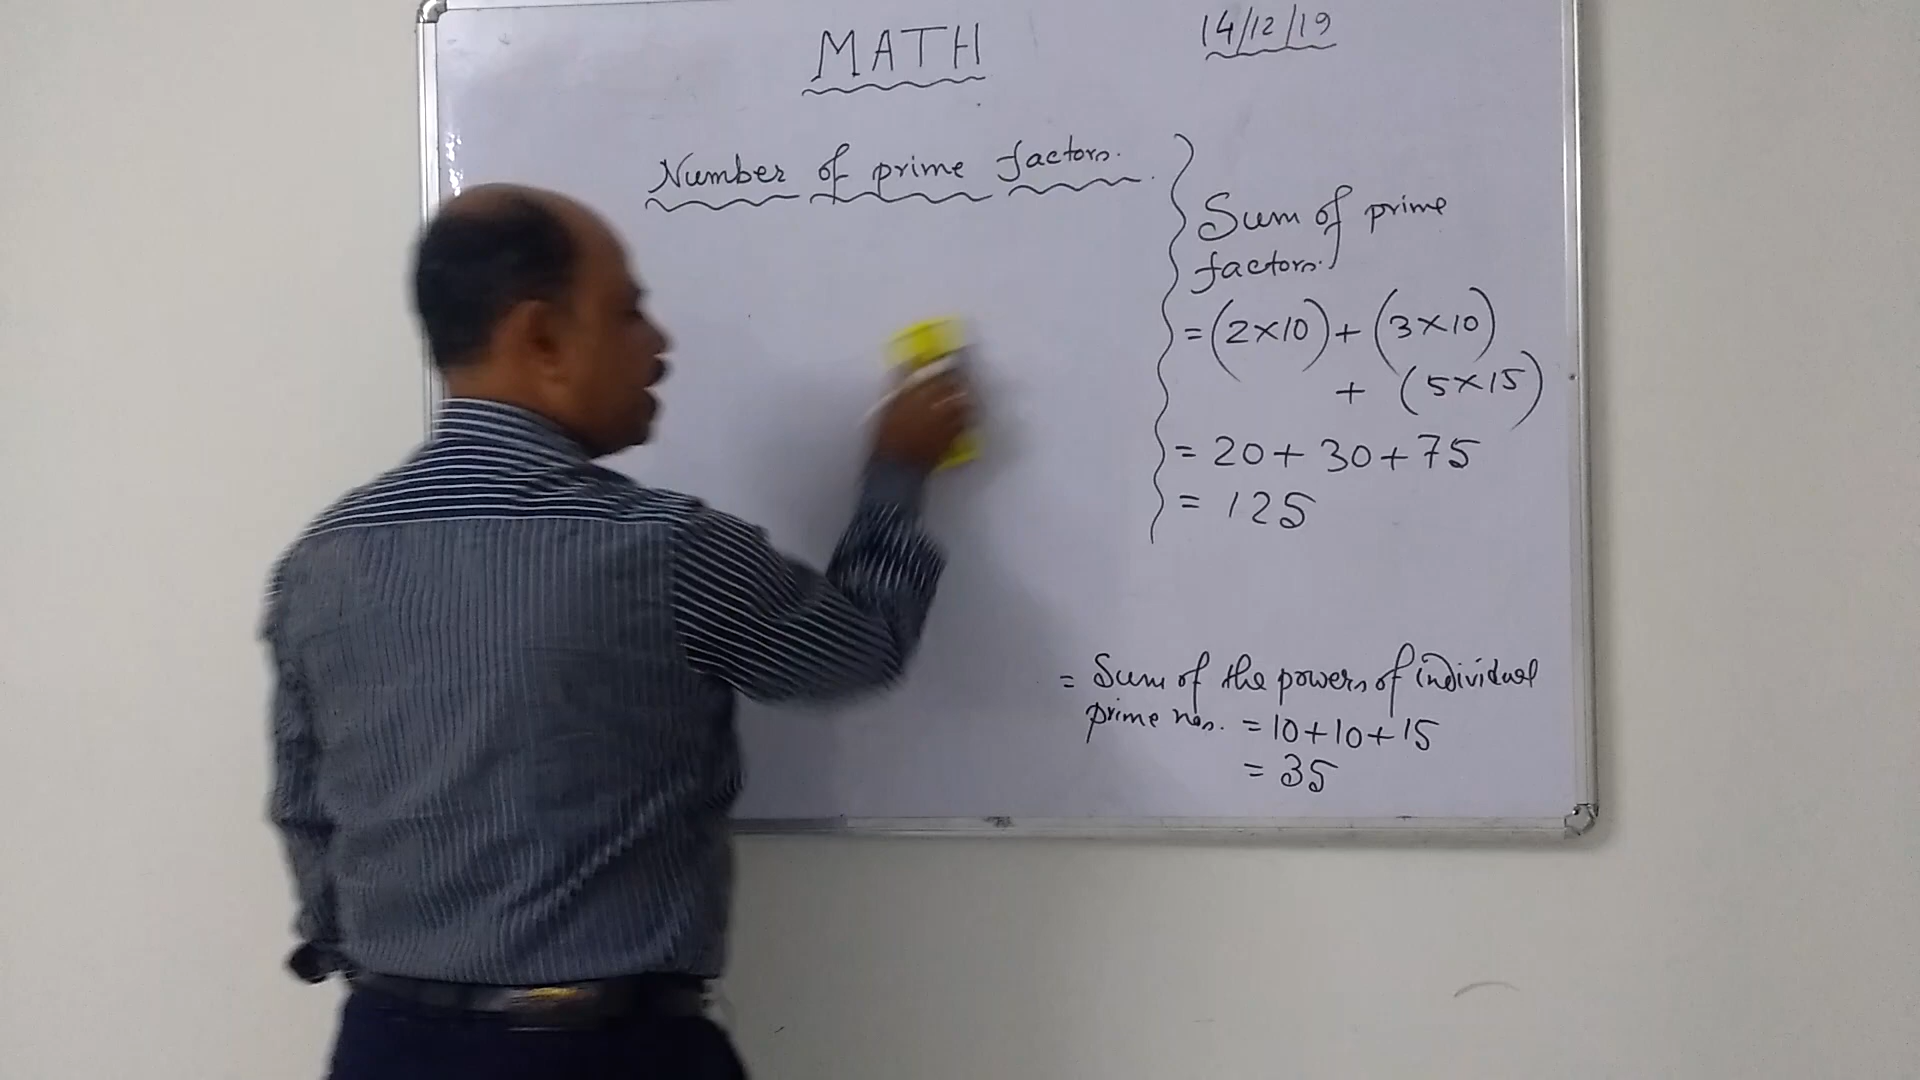 MATH
14/12/19
Number of prime factors.
Sum of prime
factors.
= (2×10) + (3×10)
+ (5×15)
= 20 + 30 + 75
= 125
= Sum of the powers of individual
prime nos. = 10+10+15
= 35